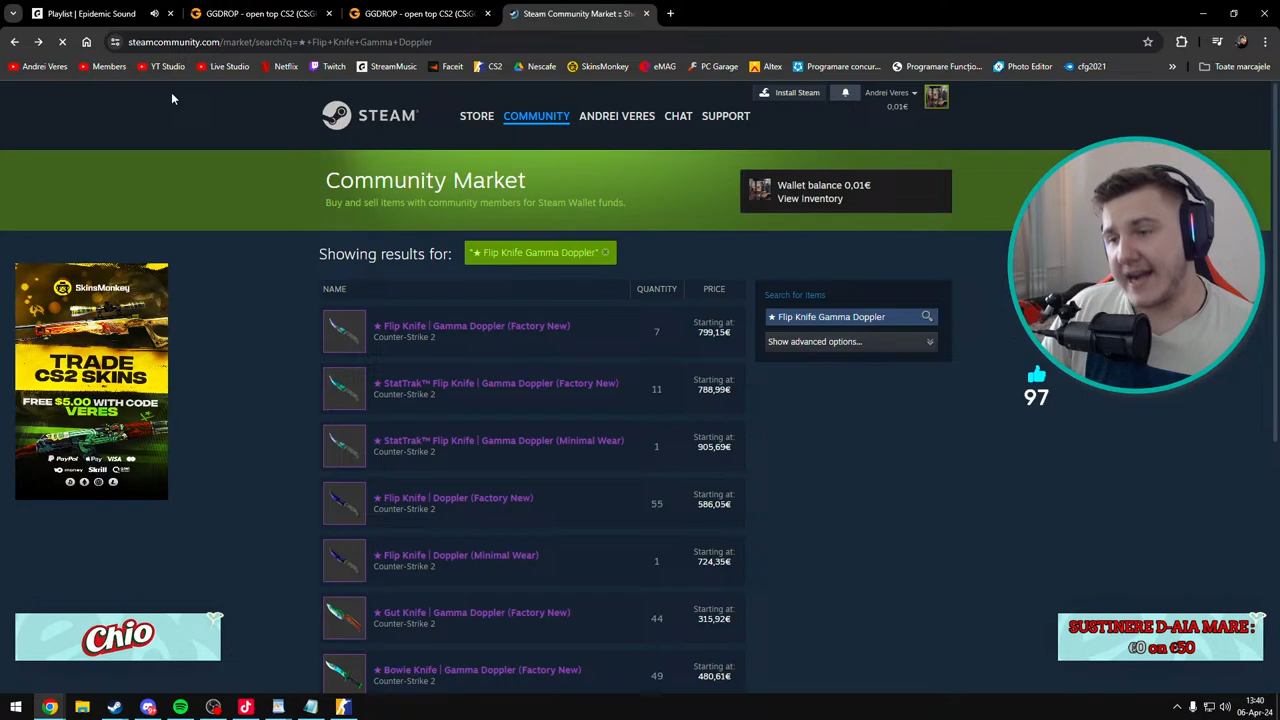 Playlist | Epidemic Sound
GGDROP - open top CS2 (CS:G
GGDROP - open top CS2 (CS:GO
Steam Community Market :: Sh
steamcommunity.com/market/search?q=★+Flip+Knife+Gamma+Doppler
Andrei Veres
Members
YT Studio
Live Studio
Netflix
Twitch
StreamMusic
Faceit
CS2
Nescafe
SkinsMonkey
eMAG
PC Garage
Altex
Programare concur...
Programare Functio...
Photo Editor
cfg2021
»
Toate marcajele
Install Steam
Andrei Veres
0,01€
STEAM®
STORE
COMMUNITY
ANDREI VERES
CHAT
SUPPORT
Community Market
Buy and sell items with community members for Steam Wallet funds.
Wallet balance 0,01€
View Inventory
Showing results for:
"★ Flip Knife Gamma Doppler"
NAME
QUANTITY
PRICE
★ Flip Knife | Gamma Doppler (Factory New)
Counter-Strike 2
7
Starting at:
799,15€
★ StatTrak™ Flip Knife | Gamma Doppler (Factory New)
Counter-Strike 2
11
Starting at:
788,99€
★ StatTrak™ Flip Knife | Gamma Doppler (Minimal Wear)
Counter-Strike 2
1
Starting at:
905,69€
★ Flip Knife | Doppler (Factory New)
Counter-Strike 2
55
Starting at:
586,05€
★ Flip Knife | Doppler (Minimal Wear)
Counter-Strike 2
1
Starting at:
724,35€
★ Gut Knife | Gamma Doppler (Factory New)
Counter-Strike 2
44
Starting at:
315,92€
★ Bowie Knife | Gamma Doppler (Factory New)
Counter-Strike 2
49
Starting at:
480,61€
Search for Items
★ Flip Knife Gamma Doppler
Show advanced options...
SKINSMONKEY
TRADE
CS2 SKINS
FREE $5.00 WITH CODE
VERES
PayPal
Pay
VISA
money
Skrill
97
Chio
SUSTINERE D-AIA MARE :
€0 on €50
13:40
06-Apr-24